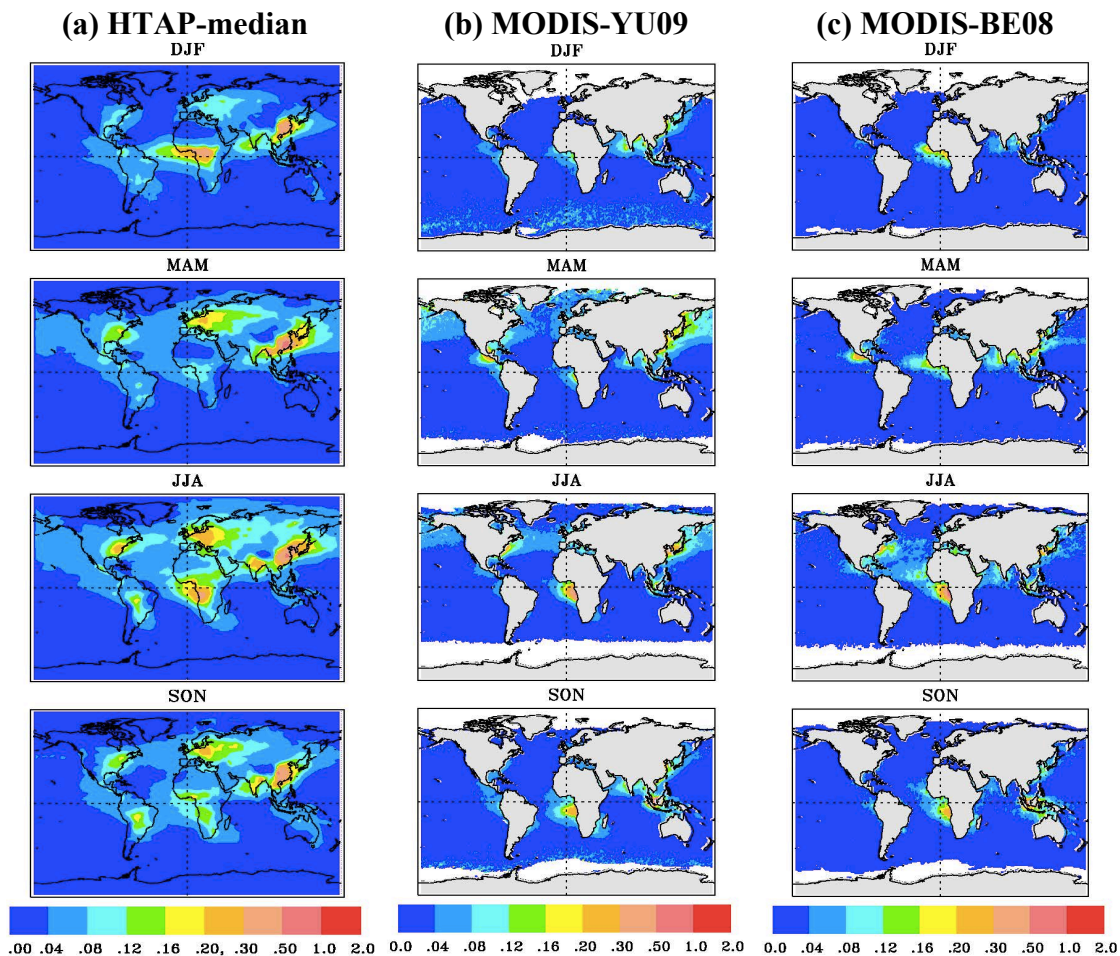 (a) HTAP-median (b) MODIS-YU09 (c) MODIS-BE08
DJF DJF DJF
MAM MAM MAM
JJA JJA JJA
SON SON SON
.00 .04 .08 .12 .16 .20, .30 .50 1.0 2.0 0.0 .04 .08 .12 .16 .20 .30 .50 1.0 2.0 0.0 .04 .08 .12 .16 .20 .30 .50 1.0 2.0